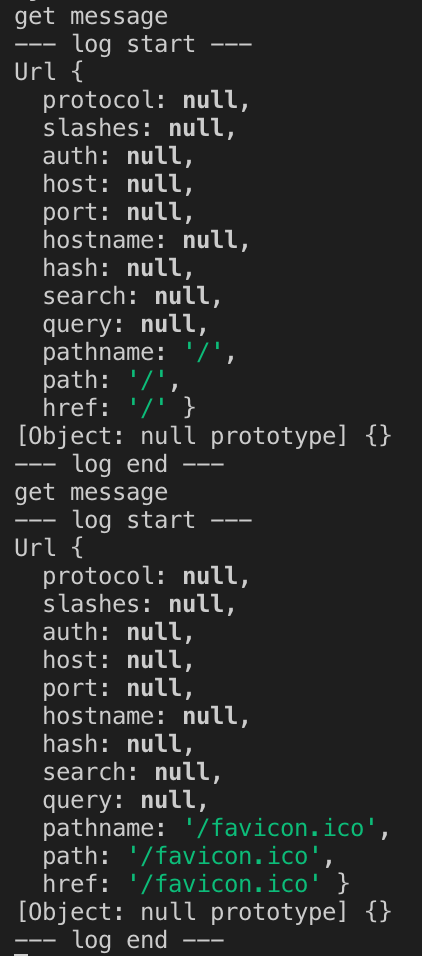 get message
--- log start ---
Url {
  protocol: null,
  slashes: null,
  auth: null,
  host: null,
  port: null,
  hostname: null,
  hash: null,
  search: null,
  query: null,
  pathname: '/',
  path: '/',
  href: '/' }
[Object: null prototype] {}
--- log end ---
get message
--- log start ---
Url {
  protocol: null,
  slashes: null,
  auth: null,
  host: null,
  port: null,
  hostname: null,
  hash: null,
  search: null,
  query: null,
  pathname: '/favicon.ico',
  path: '/favicon.ico',
  href: '/favicon.ico' }
[Object: null prototype] {}
--- log end ---